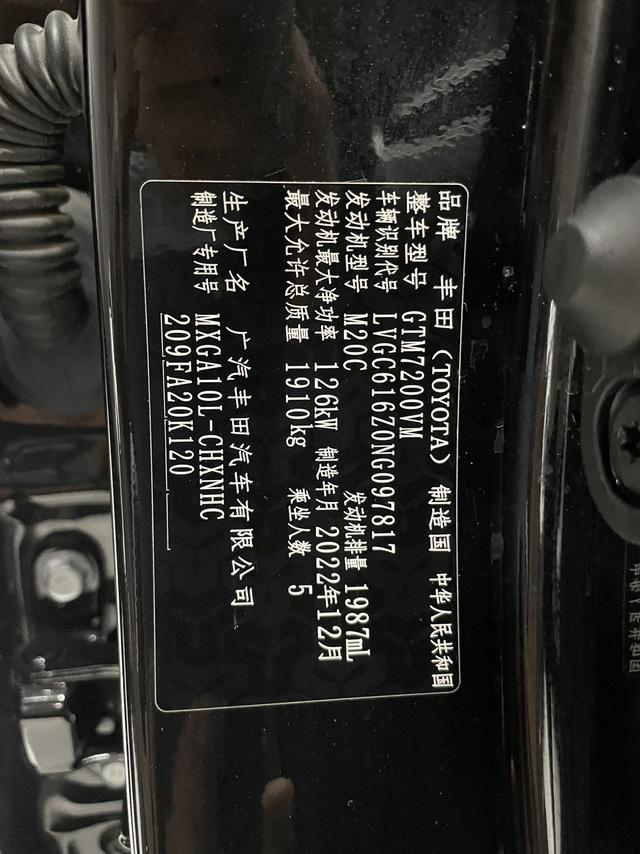 品牌 丰田（TOYOTA） 制造国 中华人民共和国
整车型号 GTM7200VM
车辆识别代号 LVGC616Z0NG097817
发动机型号 M20C 发动机排量 1987mL
发动机最大净功率 126kW 制造年月 2022年12月
最大允许总质量 1910kg 乘坐人数 5
生产厂名 广汽丰田汽车有限公司
制造厂专用号 MXGA10L-CHXNHC
209FA20K120